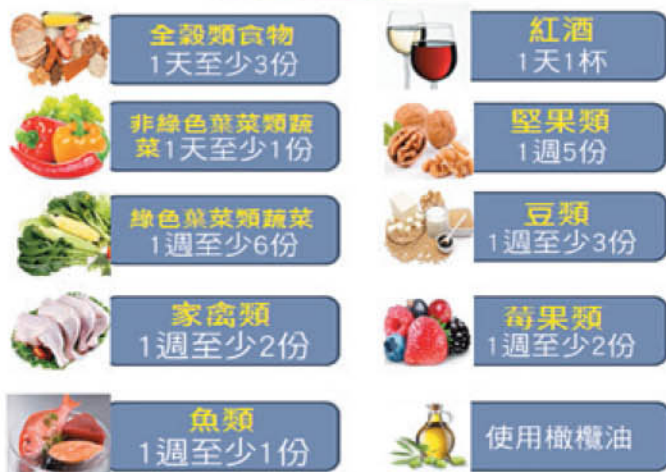 全穀類食物
1天至少3份
非綠色葉菜類蔬
菜1天至少1份
綠色葉菜類蔬菜
1週至少6份
家禽類
1週至少2份
魚類
1週至少1份
紅酒
1天1杯
堅果類
1週5份
豆類
1週至少3份
莓果類
1週至少2份
使用橄欖油